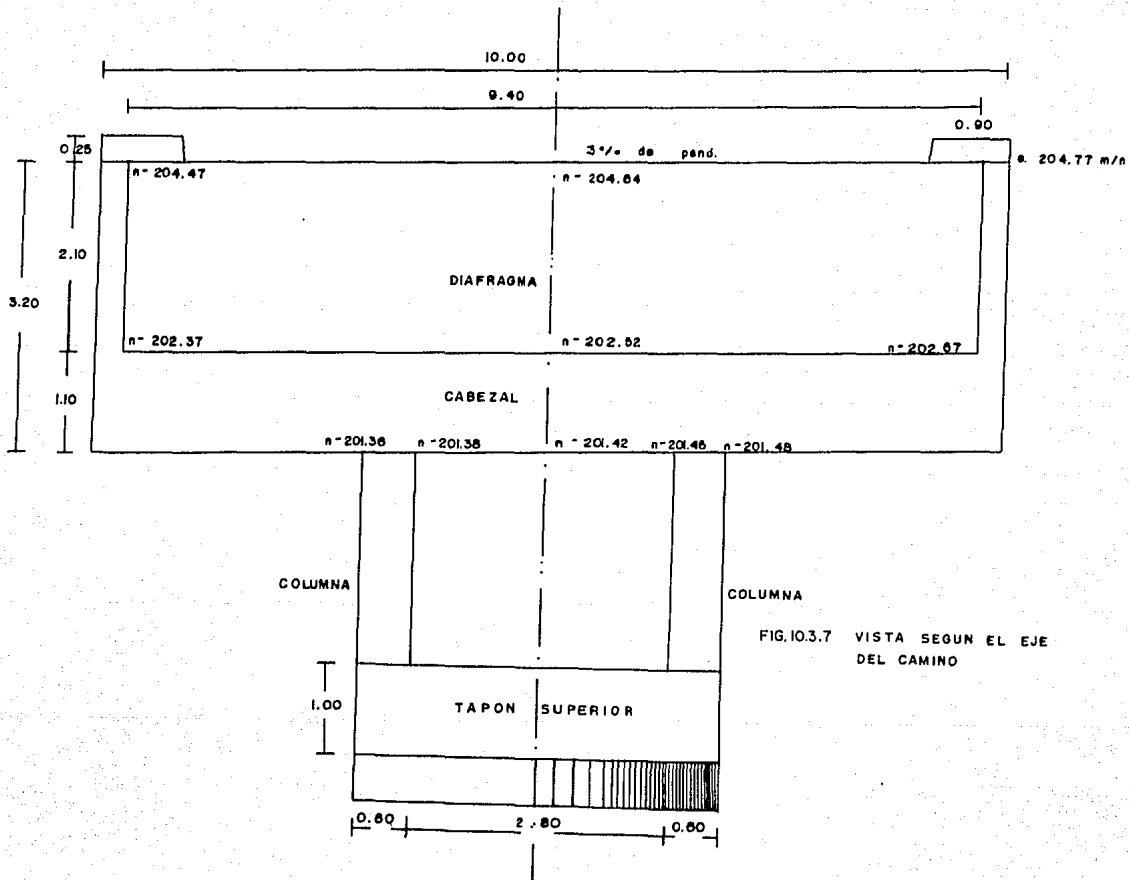 10.00
9.40
0.90
0.25
3% de pend.
n- 204.47
n- 204.64
e. 204.77 m/n
2.10
3.20
DIAFRAGMA
n- 202.37
n- 202.52
n- 202.67
1.10
CABEZAL
n-201.36
n-201.38
n - 201.42
n-201.46
n-201.48
COLUMNA
COLUMNA
FIG. 10.3.7 VISTA SEGUN EL EJE
DEL CAMINO
1.00
TAPON SUPERIOR
0.60
2.80
0.60